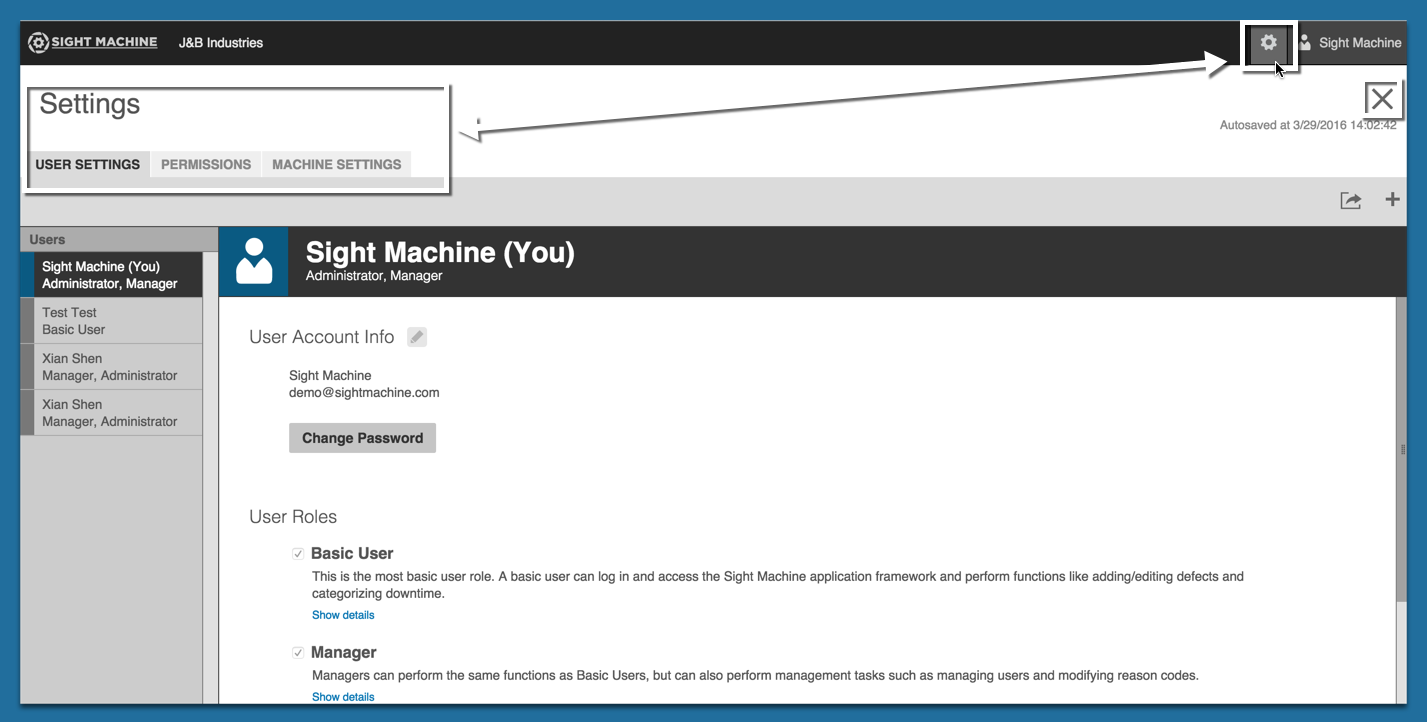 SIGHT MACHINE J&B Industries Sight Machine
Settings
Autosaved at 3/29/2016 14:02:42
USER SETTINGS PERMISSIONS MACHINE SETTINGS
Users
Sight Machine (You)
Administrator, Manager
Test Test
Basic User
Xian Shen
Manager, Administrator
Xian Shen
Manager, Administrator
Sight Machine (You)
Administrator, Manager
User Account Info
Sight Machine
demo@sightmachine.com
Change Password
User Roles
Basic User
This is the most basic user role. A basic user can log in and access the Sight Machine application framework and perform functions like adding/editing defects and
categorizing downtime.
Show details
Manager
Managers can perform the same functions as Basic Users, but can also perform management tasks such as managing users and modifying reason codes.
Show details